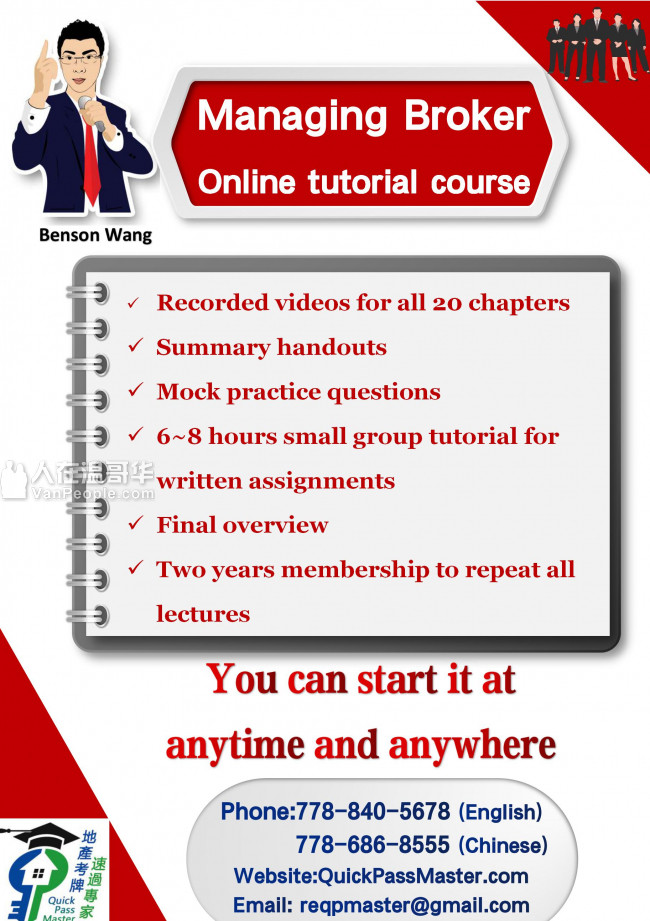 Managing Broker
Online tutorial course
Benson Wang
✓ Recorded videos for all 20 chapters
✓ Summary handouts
✓ Mock practice questions
✓ 6~8 hours small group tutorial for
written assignments
✓ Final overview
✓ Two years membership to repeat all
lectures
人在温哥华
VanPeople.com
You can start it at
anytime and anywhere
Phone:778-840-5678 (English)
778-686-8555 (Chinese)
Website:QuickPassMaster.com
Email: reqpmaster@gmail.com
地產考牌
速過專家
Quick
Pass
Master